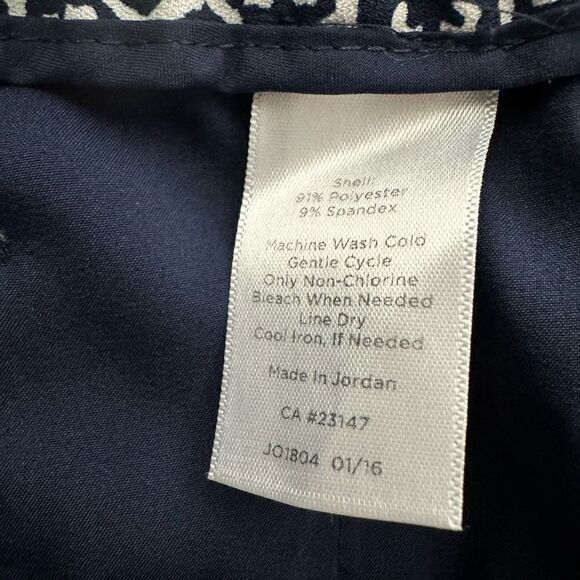 Shell:
91% Polyester
9% Spandex
Machine Wash Cold
Gentle Cycle
Only Non-Chlorine
Bleach When Needed
Line Dry
Cool Iron, If Needed
Made in Jordan
CA #23147
JO1804 01/16